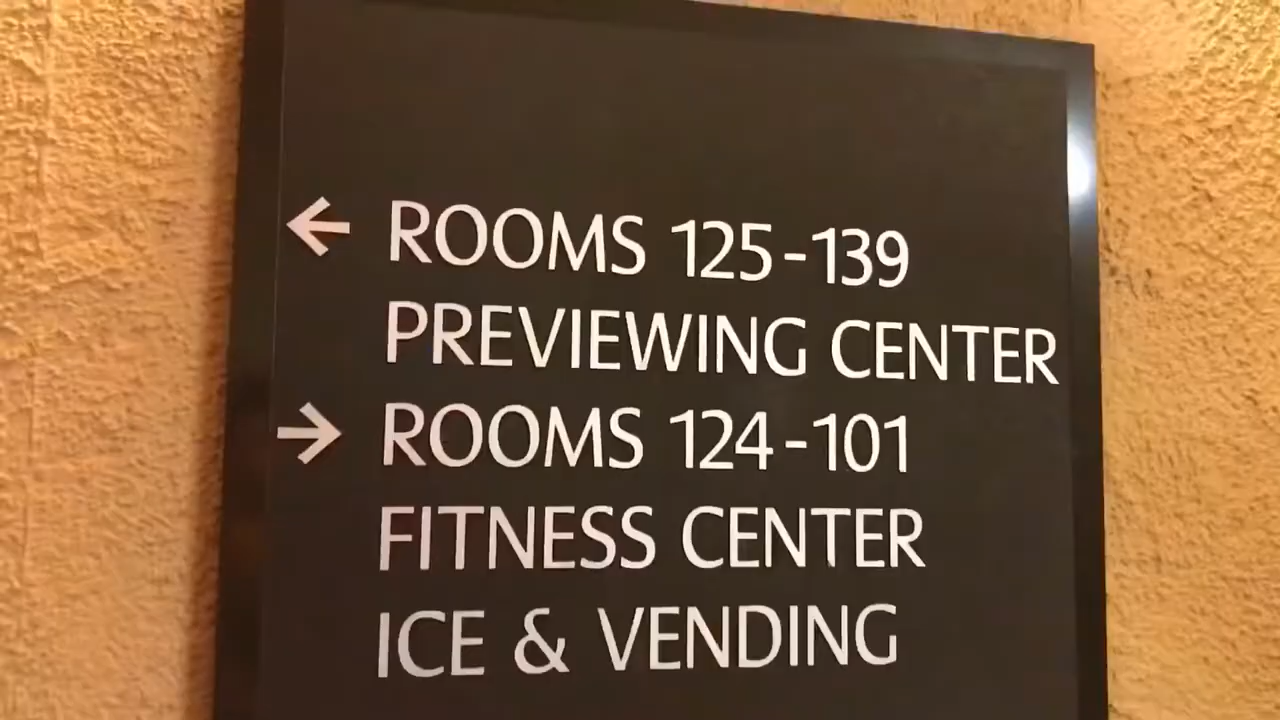 ← ROOMS 125-139
PREVIEWING CENTER
→ ROOMS 124-101
FITNESS CENTER
ICE & VENDING